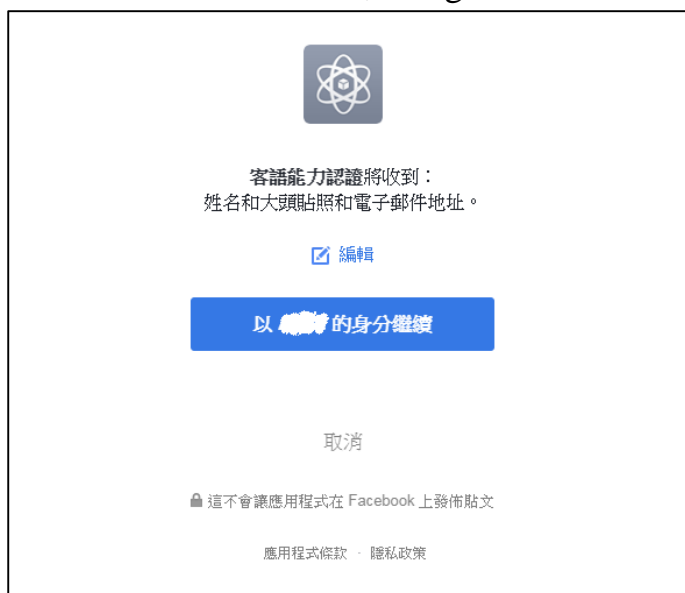 客語能力認證將收到：
姓名和大頭貼照和電子郵件地址。
編輯
以 的身分繼續
取消
這不會讓應用程式在 Facebook 上發佈貼文
應用程式條款 · 隱私政策